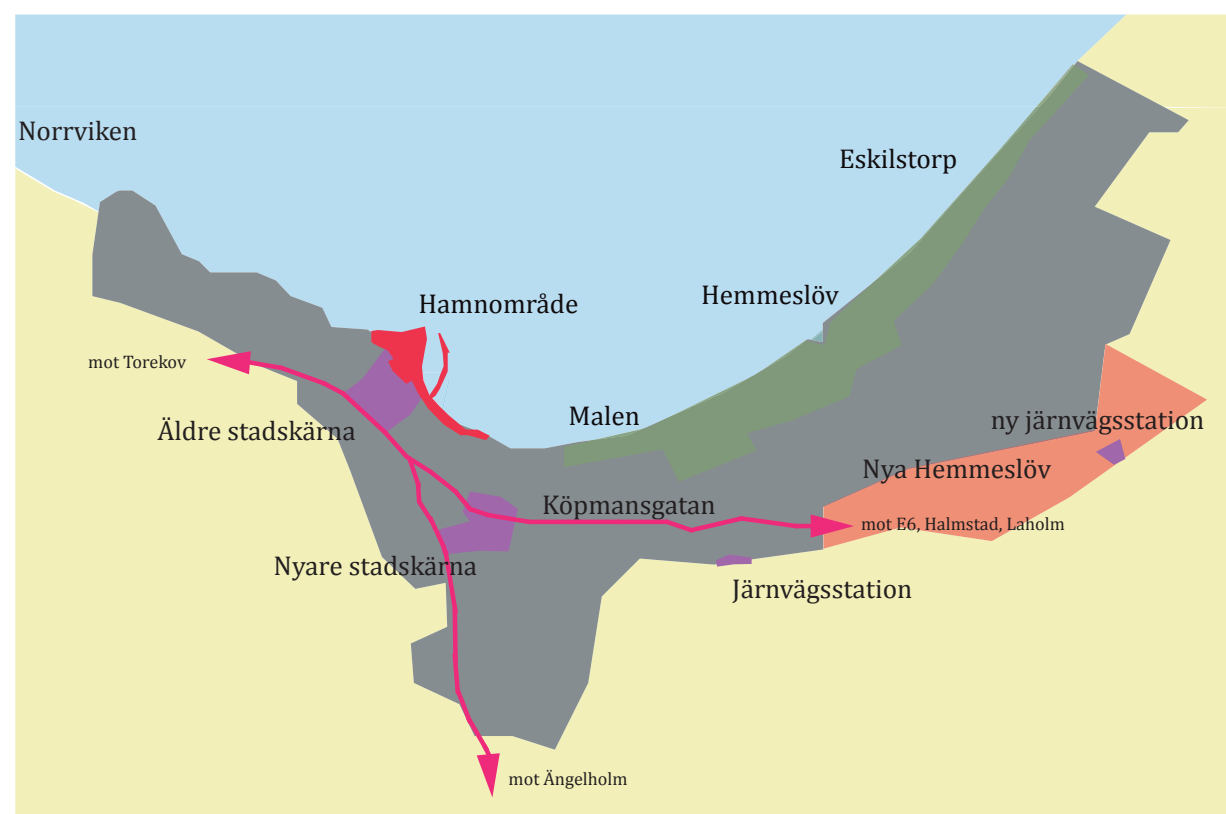 Norrviken
Eskilstorp
Hemmeslöv
Hamnområde
mot Torekov
Malen
Äldre stadskärna
ny järnvägsstation
Nya Hemmeslöv
Köpmansgatan
mot E6, Halmstad, Laholm
Nyare stadskärna
Järnvägsstation
mot Ängelholm